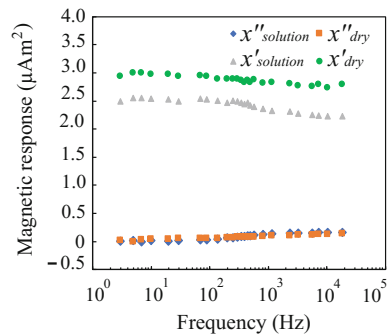 4.0
3.5
3.0
2.5
2.0
1.5
1.0
0.5
0
−0.5
Magnetic response (μAm²)
x″solution x″dry
x′solution x′dry
10⁰ 10¹ 10² 10³ 10⁴ 10⁵
Frequency (Hz)